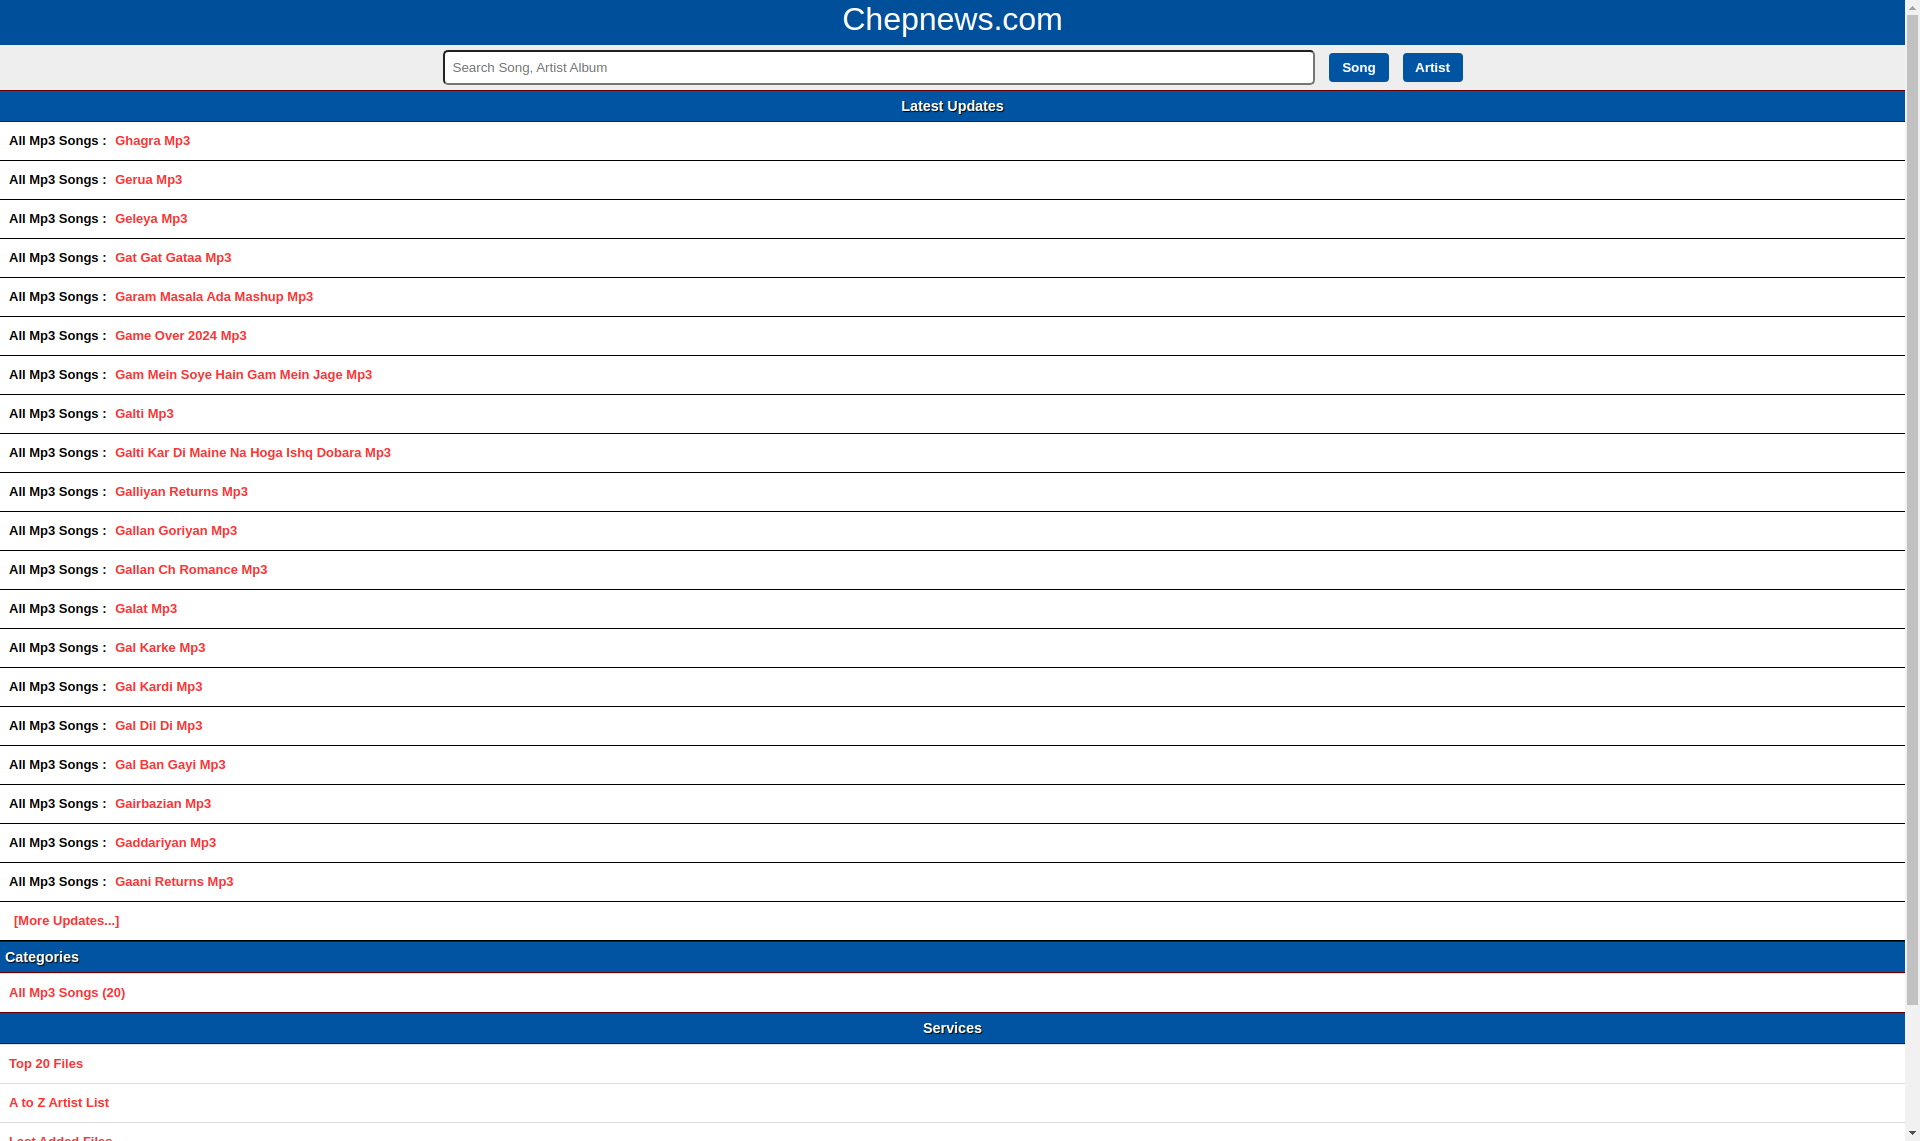 Chepnews.com
Search Song, Artist Album Song Artist
Latest Updates
All Mp3 Songs : Ghagra Mp3
All Mp3 Songs : Gerua Mp3
All Mp3 Songs : Geleya Mp3
All Mp3 Songs : Gat Gat Gataa Mp3
All Mp3 Songs : Garam Masala Ada Mashup Mp3
All Mp3 Songs : Game Over 2024 Mp3
All Mp3 Songs : Gam Mein Soye Hain Gam Mein Jage Mp3
All Mp3 Songs : Galti Mp3
All Mp3 Songs : Galti Kar Di Maine Na Hoga Ishq Dobara Mp3
All Mp3 Songs : Galliyan Returns Mp3
All Mp3 Songs : Gallan Goriyan Mp3
All Mp3 Songs : Gallan Ch Romance Mp3
All Mp3 Songs : Galat Mp3
All Mp3 Songs : Gal Karke Mp3
All Mp3 Songs : Gal Kardi Mp3
All Mp3 Songs : Gal Dil Di Mp3
All Mp3 Songs : Gal Ban Gayi Mp3
All Mp3 Songs : Gairbazian Mp3
All Mp3 Songs : Gaddariyan Mp3
All Mp3 Songs : Gaani Returns Mp3
[More Updates...]
Categories
All Mp3 Songs (20)
Services
Top 20 Files
A to Z Artist List
Last Added Files